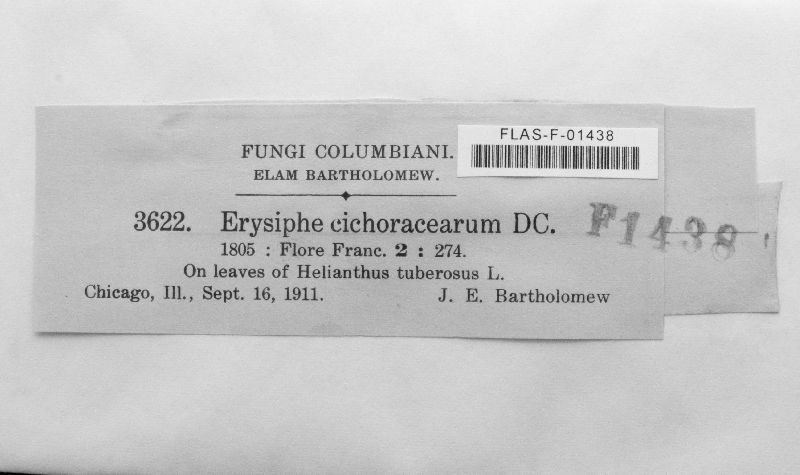 FLAS-F-01438
FUNGI COLUMBIANI.
ELAM BARTHOLOMEW.
3622. Erysiphe cichoracearum DC.
F1438
1805 : Flore Franc. 2 : 274.
On leaves of Helianthus tuberosus L.
Chicago, Ill., Sept. 16, 1911. J. E. Bartholomew